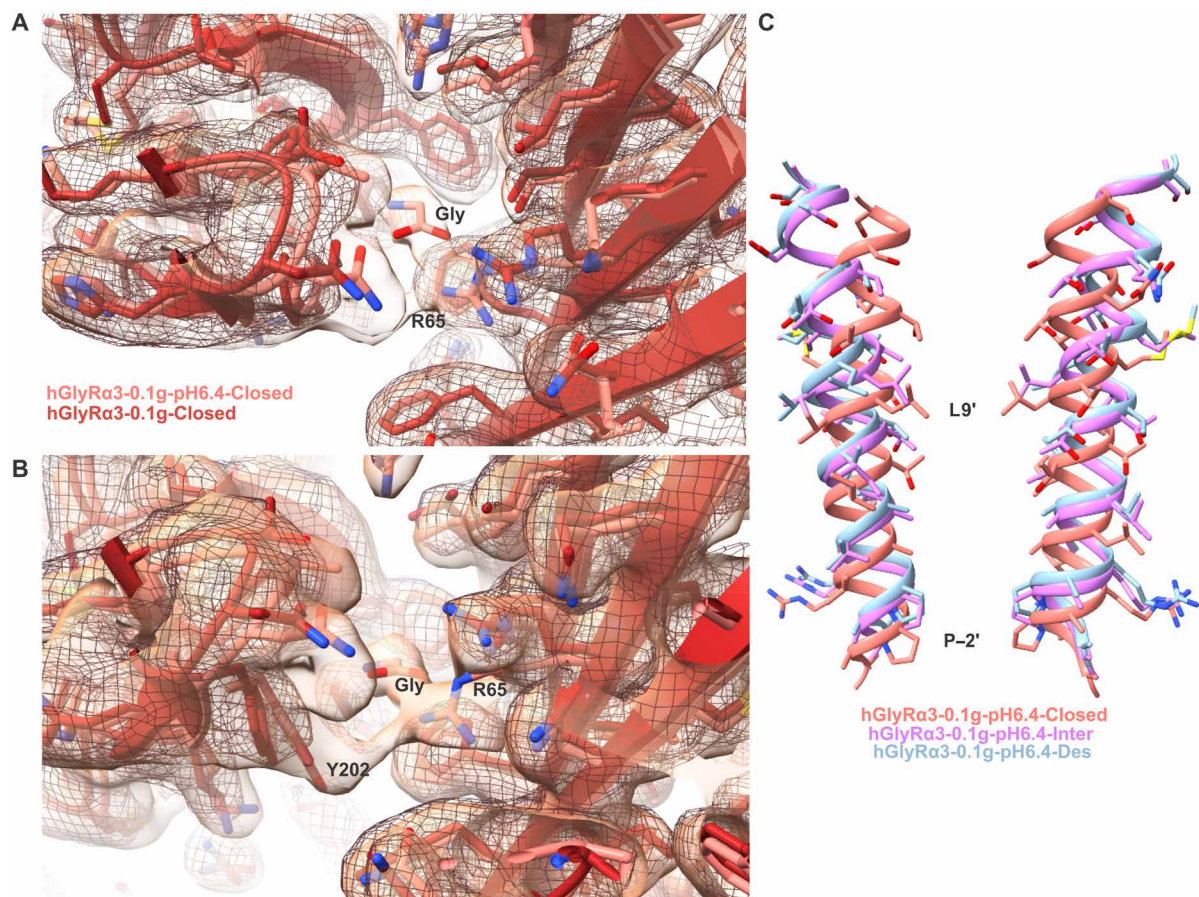 A
Gly
R65
hGlyRα3-0.1g-pH6.4-Closed
hGlyRα3-0.1g-Closed
B
Gly
R65
Y202
C
L9'
P–2'
hGlyRα3-0.1g-pH6.4-Closed
hGlyRα3-0.1g-pH6.4-Inter
hGlyRα3-0.1g-pH6.4-Des